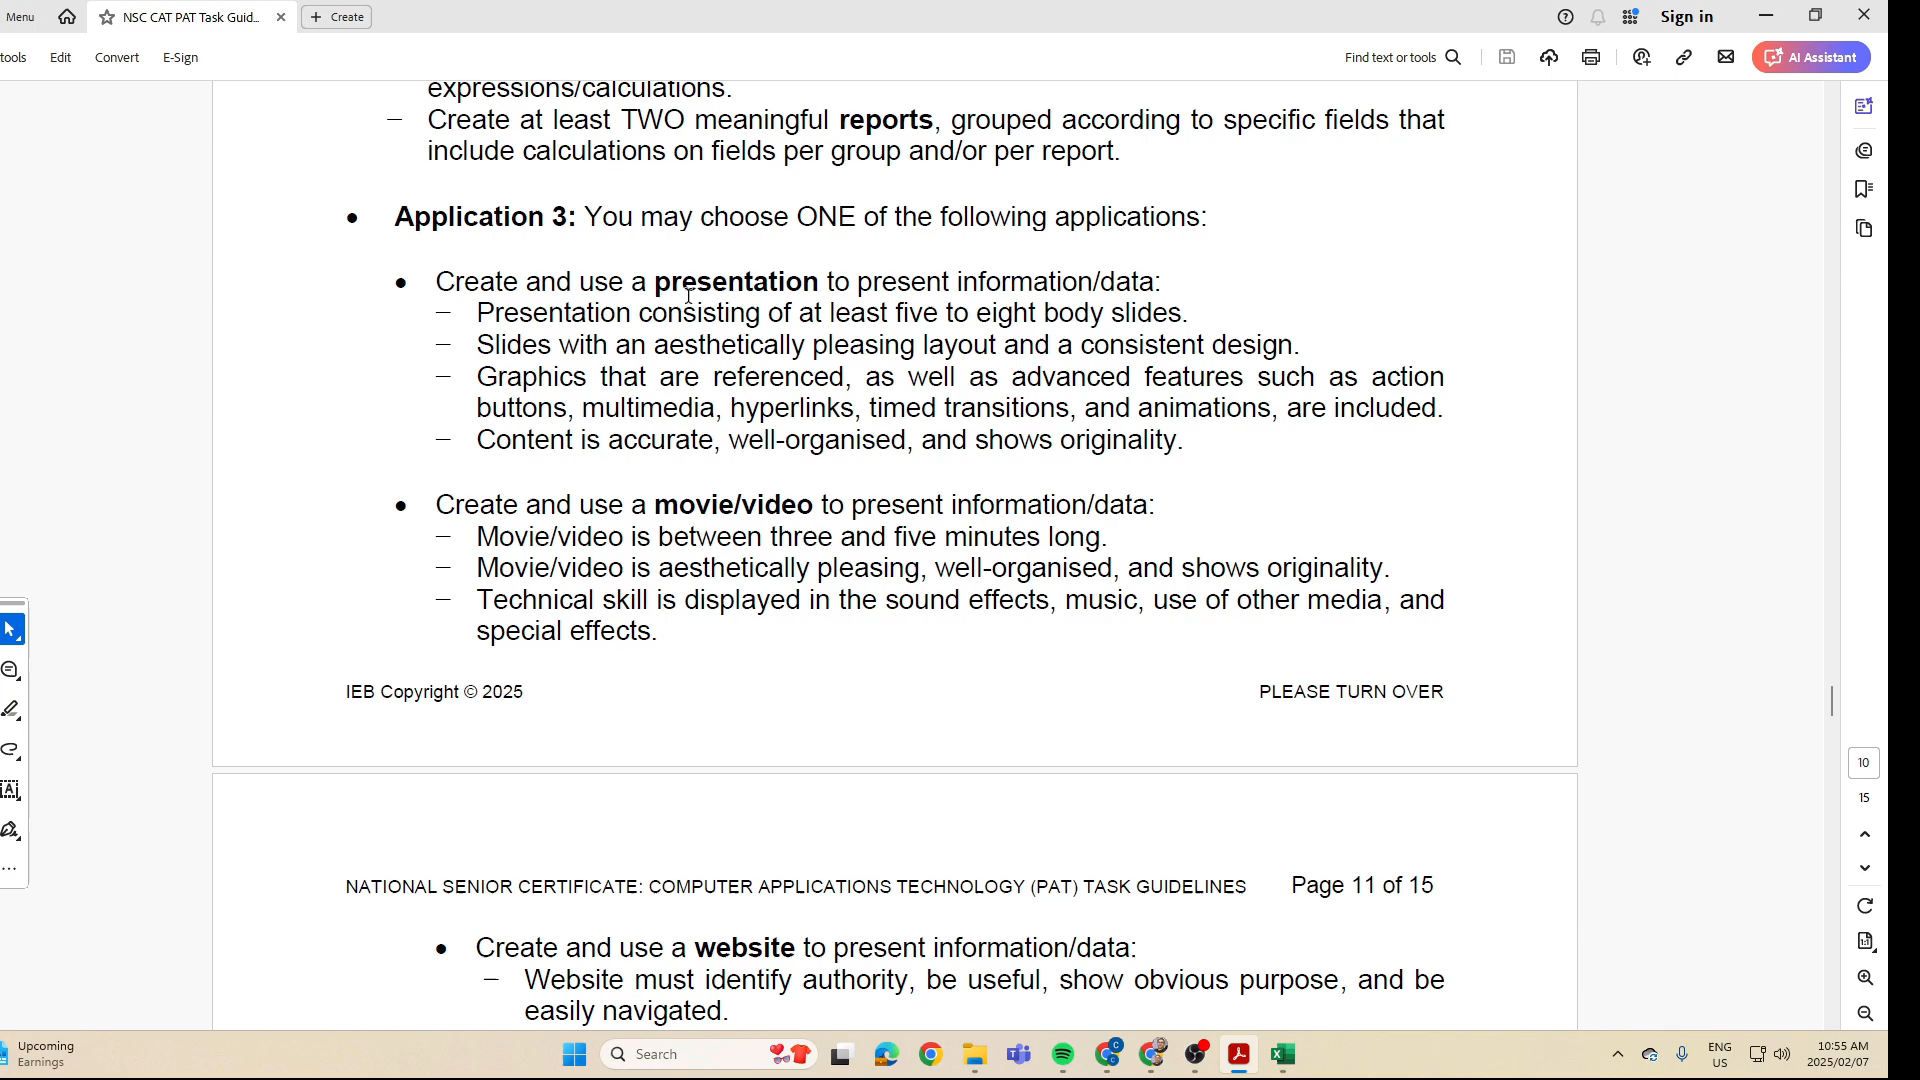 Menu
NSC CAT PAT Task Guid...
Create
Sign in
tools
Edit
Convert
E-Sign
Find text or tools
AI Assistant
expressions/calculations.
– Create at least TWO meaningful reports, grouped according to specific fields that
include calculations on fields per group and/or per report.
• Application 3: You may choose ONE of the following applications:
• Create and use a presentation to present information/data:
– Presentation consisting of at least five to eight body slides.
– Slides with an aesthetically pleasing layout and a consistent design.
– Graphics that are referenced, as well as advanced features such as action
buttons, multimedia, hyperlinks, timed transitions, and animations, are included.
– Content is accurate, well-organised, and shows originality.
• Create and use a movie/video to present information/data:
– Movie/video is between three and five minutes long.
– Movie/video is aesthetically pleasing, well-organised, and shows originality.
– Technical skill is displayed in the sound effects, music, use of other media, and
special effects.
IEB Copyright © 2025 PLEASE TURN OVER
10
15
NATIONAL SENIOR CERTIFICATE: COMPUTER APPLICATIONS TECHNOLOGY (PAT) TASK GUIDELINES Page 11 of 15
• Create and use a website to present information/data:
– Website must identify authority, be useful, show obvious purpose, and be
easily navigated.
Upcoming
Earnings
Search
ENG
US
10:55 AM
2025/02/07